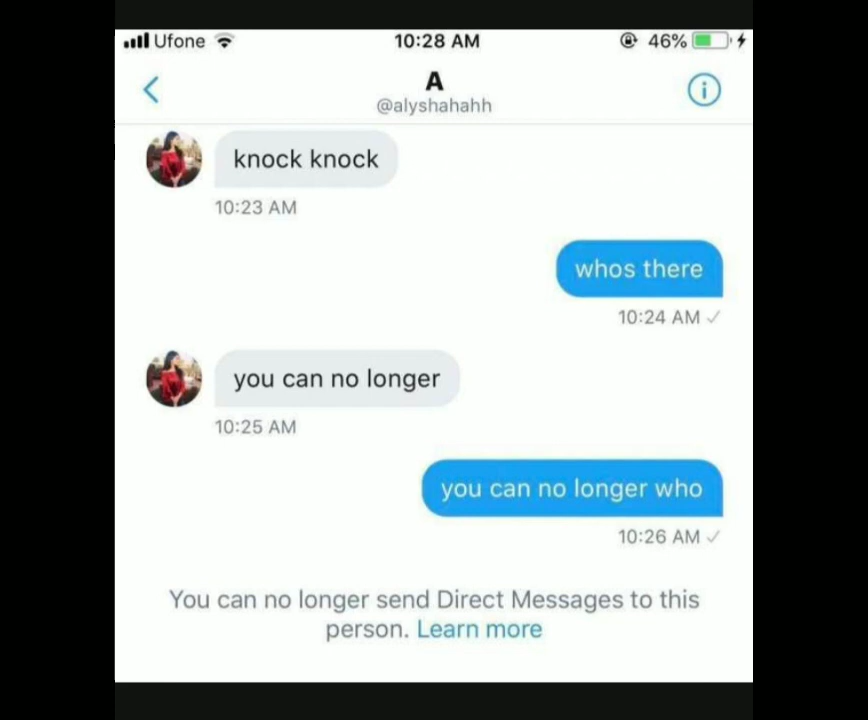 Ufone 10:28 AM 46%
A
@alyshahahh
knock knock
10:23 AM
whos there
10:24 AM ✓
you can no longer
10:25 AM
you can no longer who
10:26 AM ✓
You can no longer send Direct Messages to this
person. Learn more